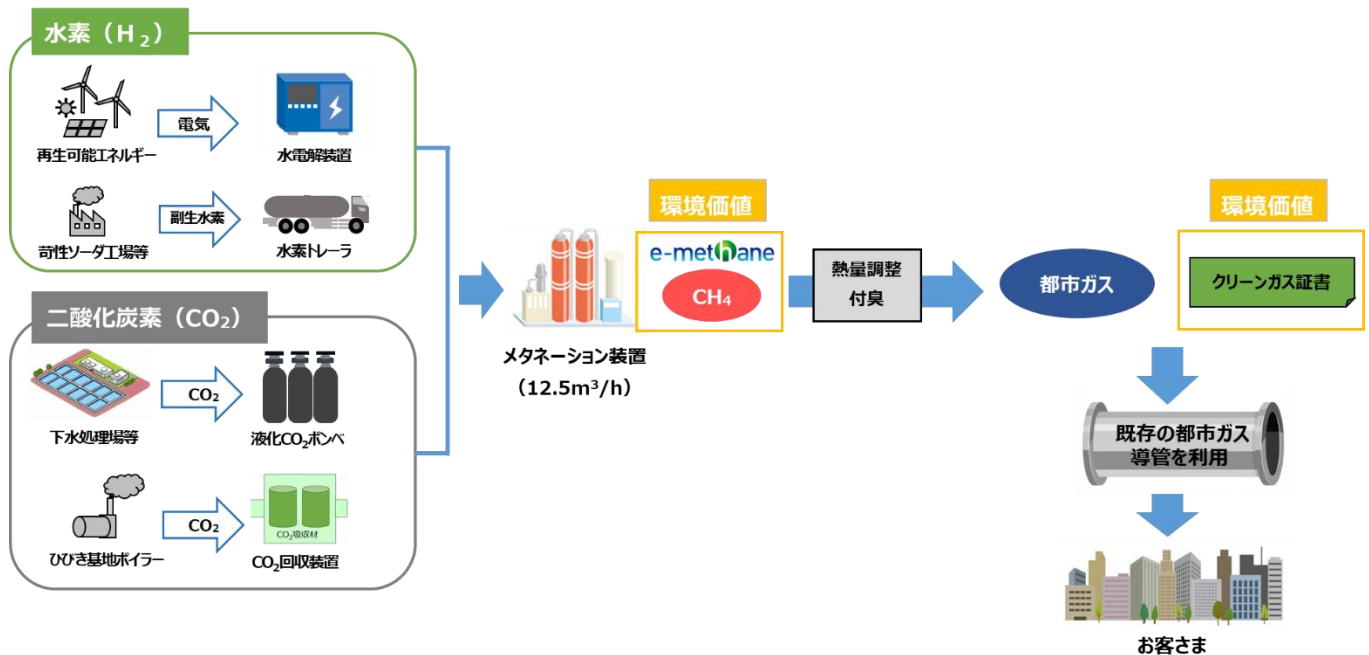 水素（H₂）
電気
再生可能エネルギー
水電解装置
副生水素
苛性ソーダ工場等
水素トレーラ
二酸化炭素（CO₂）
CO₂
下水処理場等
液化CO₂ボンベ
CO₂
CO₂吸収材
ひびき基地ボイラー
CO₂回収装置
メタネーション装置
（12.5m³/h）
環境価値
e-methane
CH₄
熱量調整
付臭
都市ガス
環境価値
クリーンガス証書
既存の都市ガス
導管を利用
お客さま